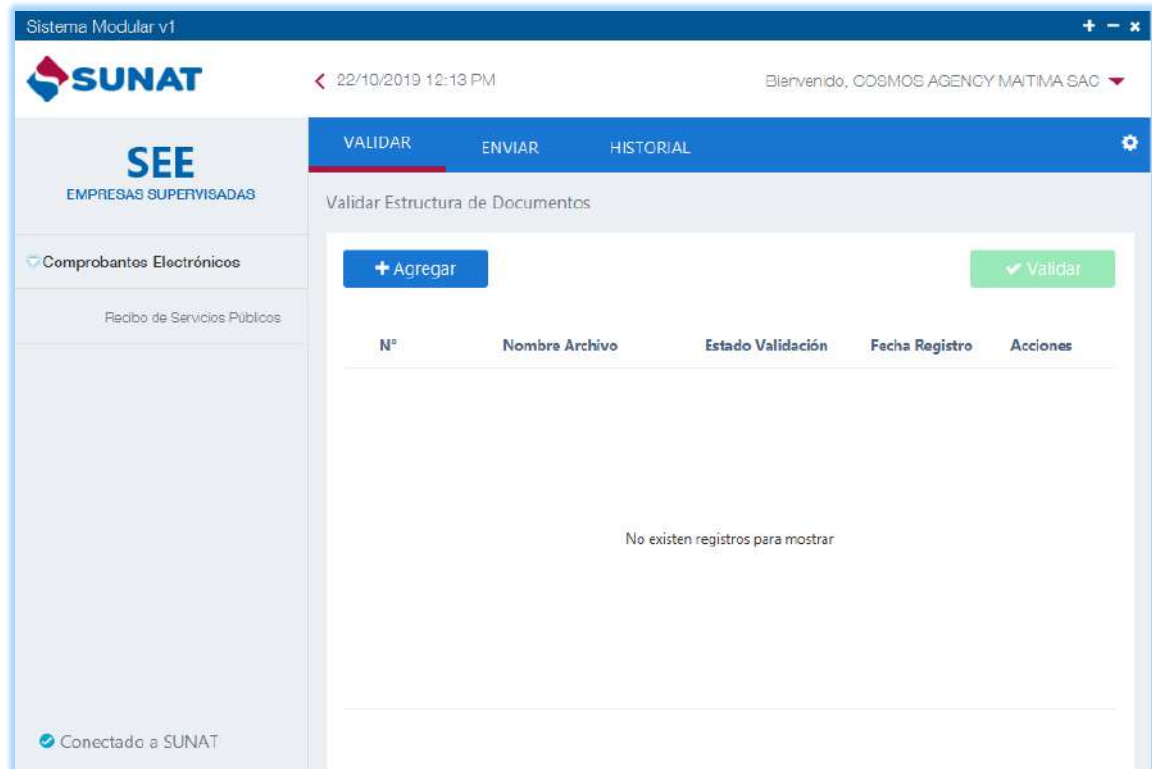 Sistema Modular v1
SUNAT
22/10/2019 12:13 PM
Bienvenido, COSMOS AGENCY MAITIMA SAC
SEE
EMPRESAS SUPERVISADAS
VALIDAR ENVIAR HISTORIAL
Validar Estructura de Documentos
Comprobantes Electrónicos
Recibo de Servicios Públicos
Agregar
Validar
N° Nombre Archivo Estado Validación Fecha Registro Acciones
No existen registros para mostrar
Conectado a SUNAT